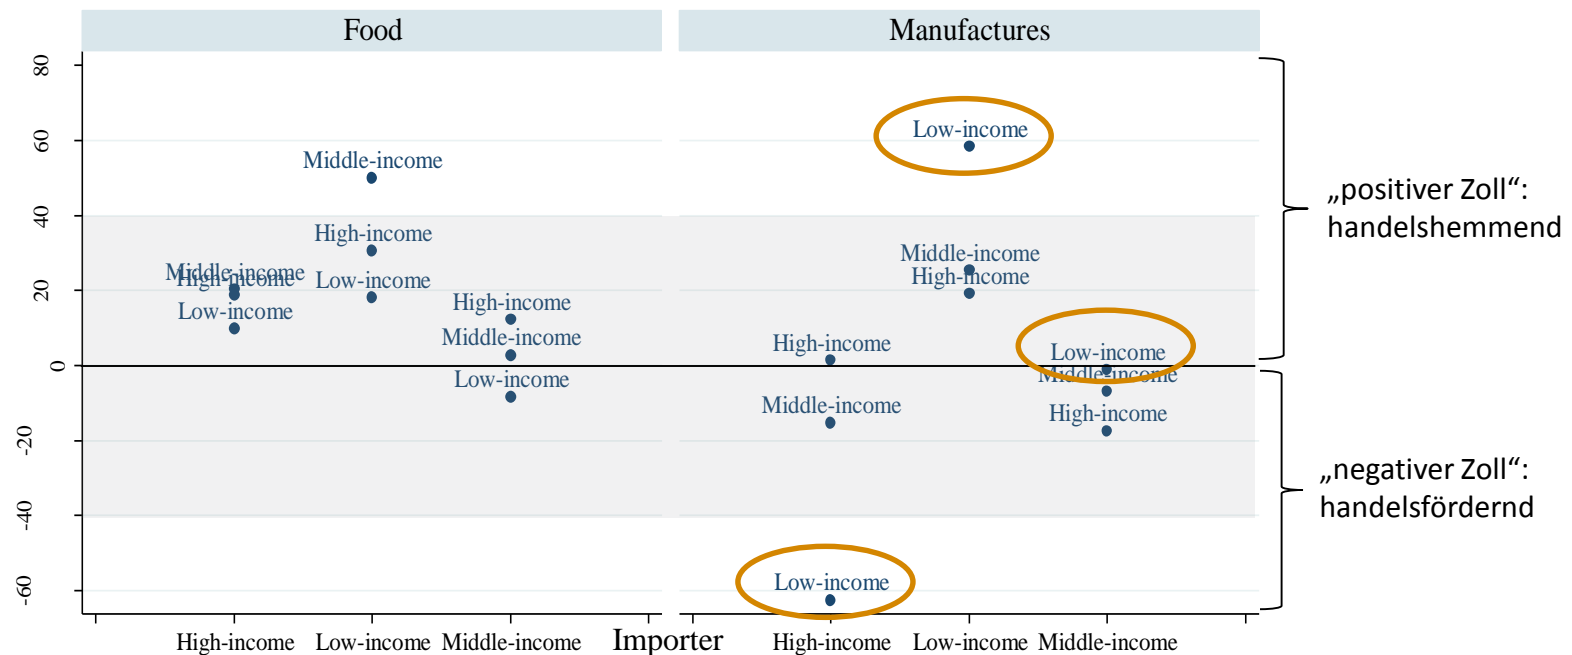 Food
Manufactures
80
60
40
20
0
-20
-40
-60
Middle-income
High-income
Low-income
Middle-income
High-income
Low-income
High-income
Middle-income
Low-income
High-income
Middle-income
Low-income
Low-income
Middle-income
High-income
Low-income
Middle-income
High-income
„positiver Zoll“:
handelshemmend
„negativer Zoll“:
handelsfördernd
High-income Low-income Middle-income Importer High-income Low-income Middle-income